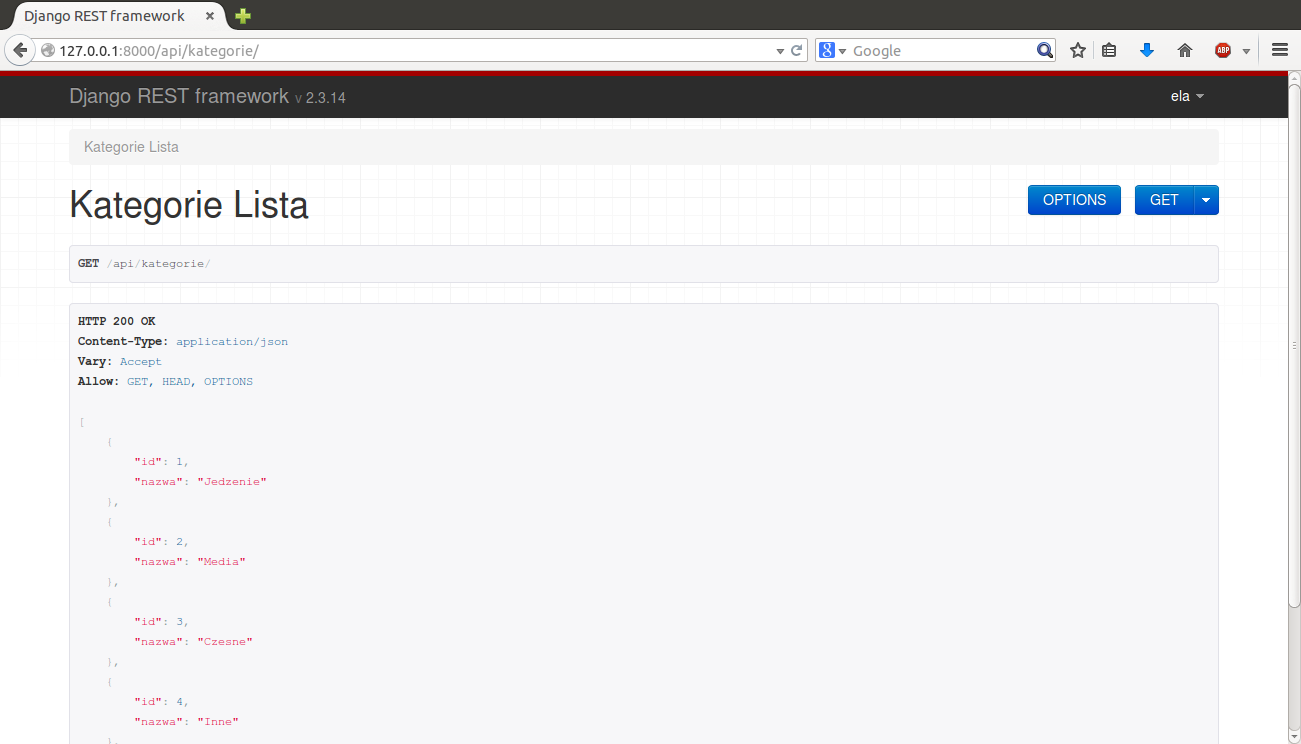 Django REST framework
127.0.0.1:8000/api/kategorie/
8
Google
ABP
Django REST framework v 2.3.14
ela
Kategorie Lista
Kategorie Lista
OPTIONS
GET
GET /api/kategorie/
HTTP 200 OK
Content-Type: application/json
Vary: Accept
Allow: GET, HEAD, OPTIONS
[
{
"id": 1,
"nazwa": "Jedzenie"
},
{
"id": 2,
"nazwa": "Media"
},
{
"id": 3,
"nazwa": "Czesne"
},
{
"id": 4,
"nazwa": "Inne"
},